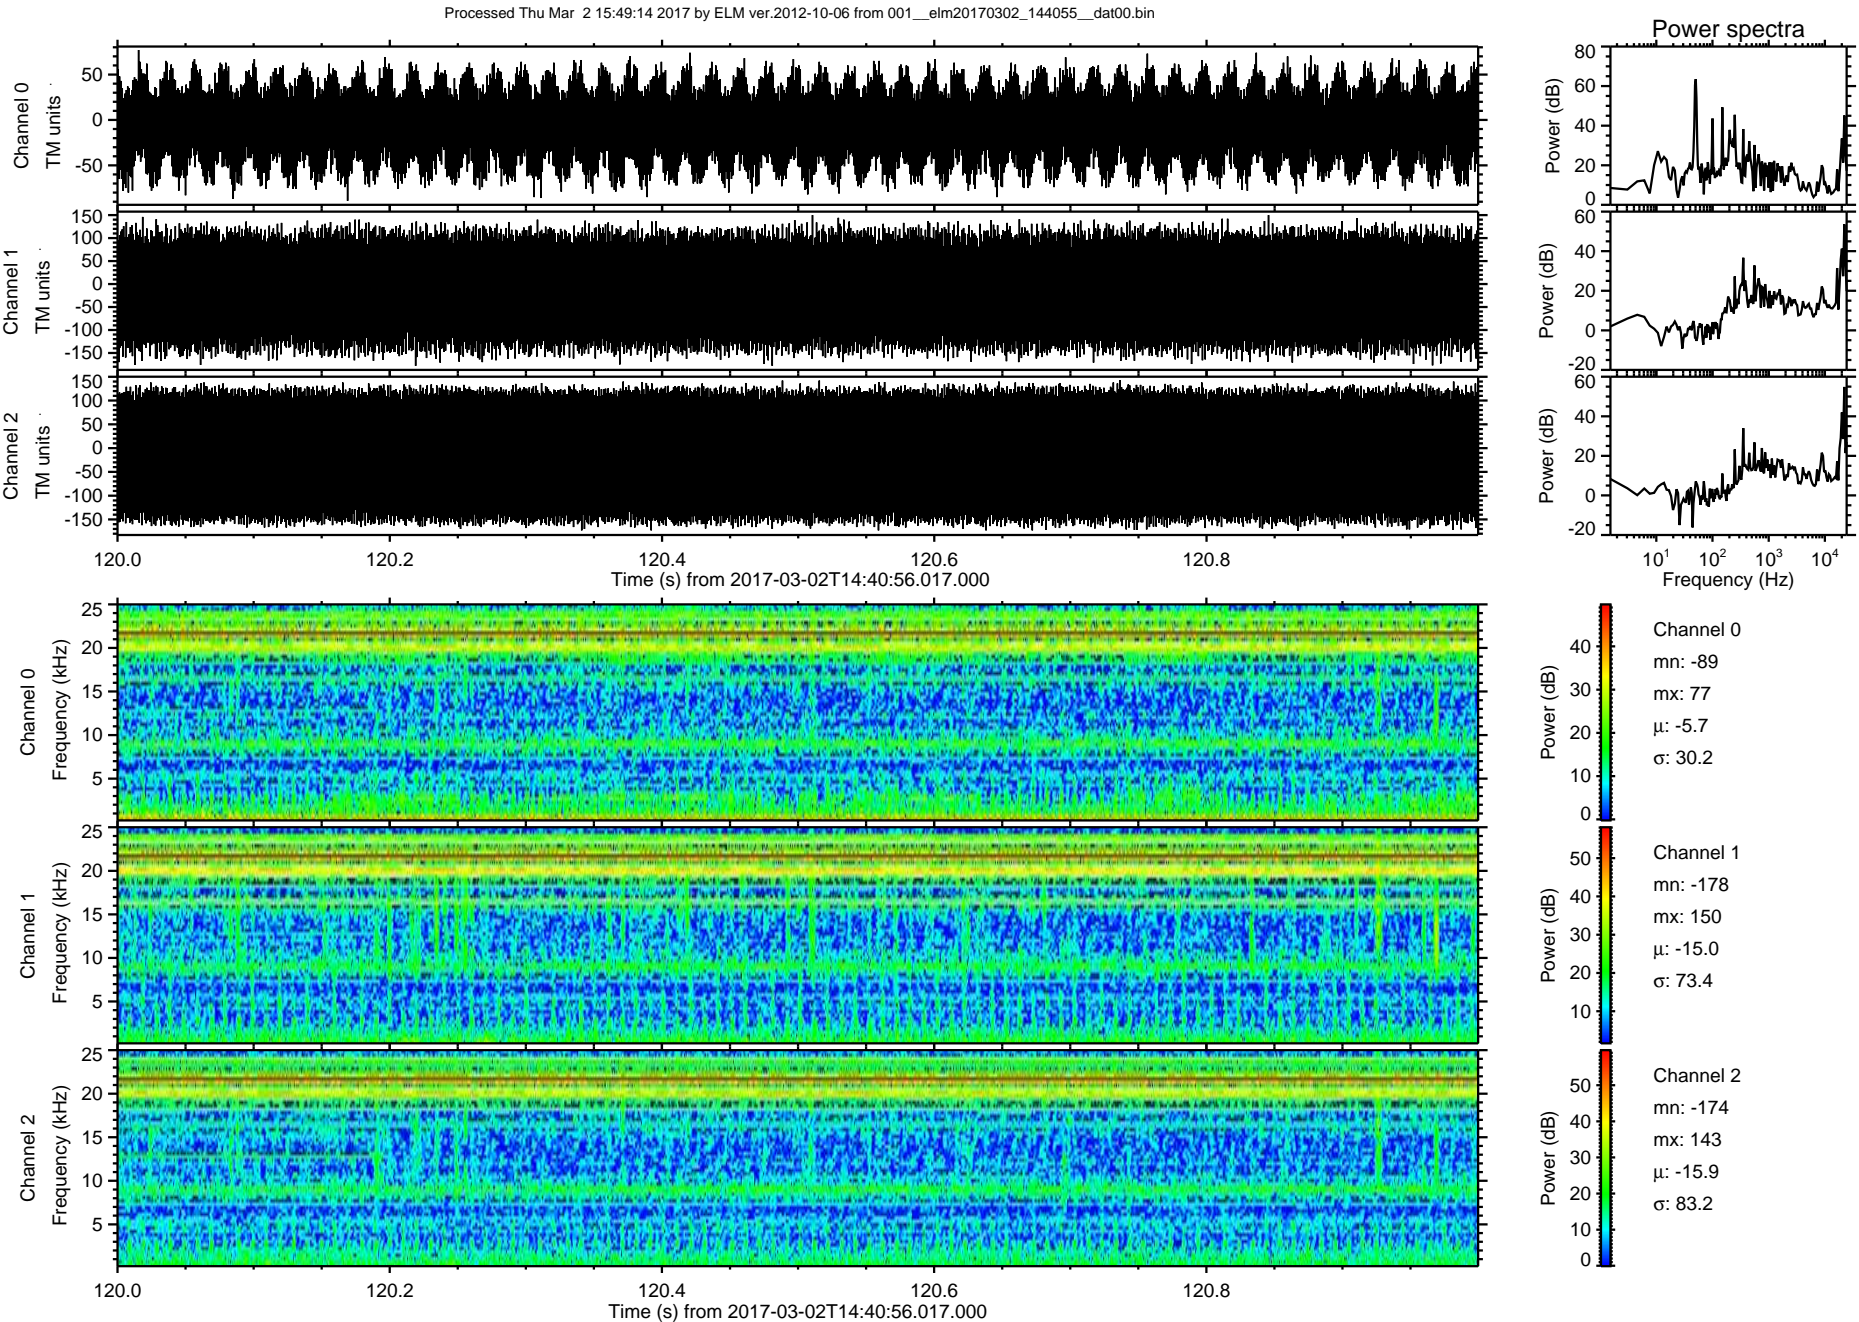 Processed Thu Mar  2 15:49:14 2017 by ELM ver.2012-10-06 from 001__elm20170302_144055__dat00.bin
Power spectra
Channel 0
TM units
50
0
-50
Power (dB)
80
60
40
20
0
Channel 1
TM units
150
100
50
0
-50
-100
-150
Power (dB)
60
40
20
0
-20
Channel 2
TM units
150
100
50
0
-50
-100
-150
Power (dB)
60
40
20
0
-20
120.0 120.2 120.4 120.6 120.8
Time (s) from 2017-03-02T14:40:56.017.000
10¹ 10² 10³ 10⁴
Frequency (Hz)
Channel 0
Frequency (kHz)
25
20
15
10
5
Power (dB)
40
30
20
10
0
Channel 0
mn: -89
mx: 77
µ: -5.7
σ: 30.2
Channel 1
Frequency (kHz)
25
20
15
10
5
Power (dB)
50
40
30
20
10
Channel 1
mn: -178
mx: 150
µ: -15.0
σ: 73.4
Channel 2
Frequency (kHz)
25
20
15
10
5
Power (dB)
50
40
30
20
10
0
Channel 2
mn: -174
mx: 143
µ: -15.9
σ: 83.2
120.0 120.2 120.4 120.6 120.8
Time (s) from 2017-03-02T14:40:56.017.000